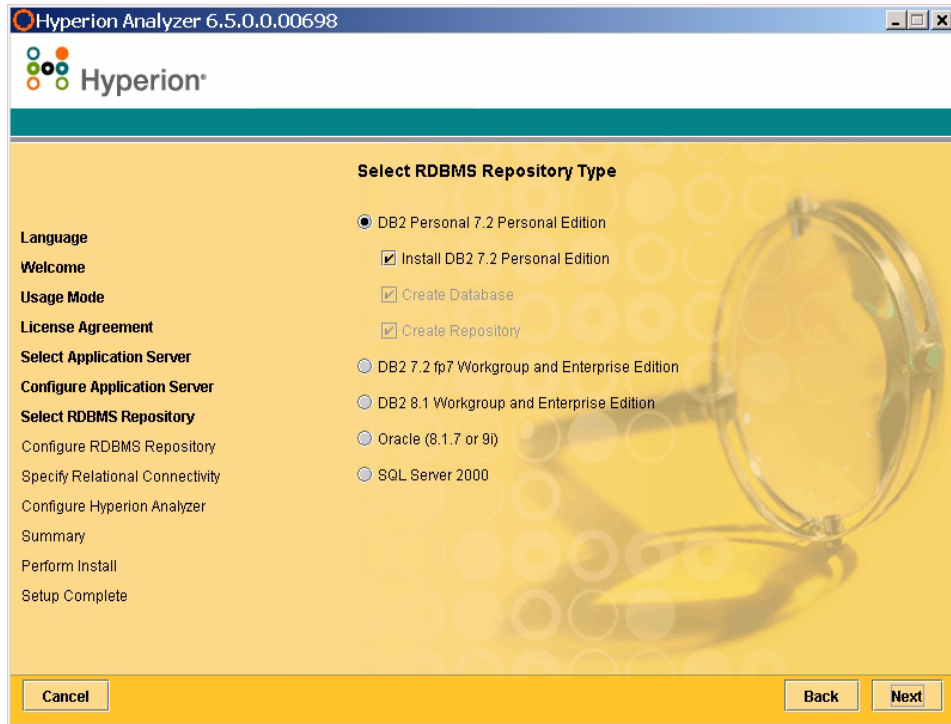 Hyperion Analyzer 6.5.0.0.00698
Hyperion
Select RDBMS Repository Type
Language
Welcome
Usage Mode
License Agreement
Select Application Server
Configure Application Server
Select RDBMS Repository
Configure RDBMS Repository
Specify Relational Connectivity
Configure Hyperion Analyzer
Summary
Perform Install
Setup Complete
DB2 Personal 7.2 Personal Edition
Install DB2 7.2 Personal Edition
Create Database
Create Repository
DB2 7.2 fp7 Workgroup and Enterprise Edition
DB2 8.1 Workgroup and Enterprise Edition
Oracle (8.1.7 or 9i)
SQL Server 2000
Cancel
Back
Next